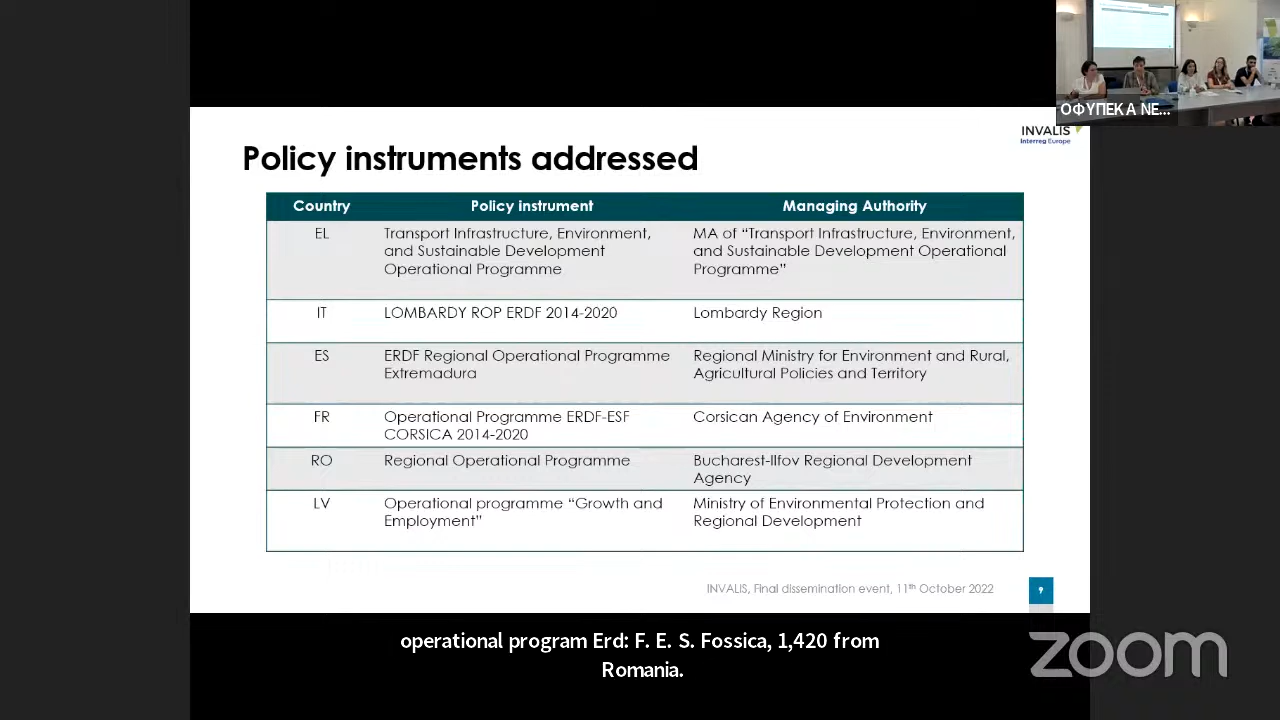 ΟΦΥΠΕΚΑ ΝΕ...
INVALIS
Interreg Europe
Policy instruments addressed
Country Policy instrument Managing Authority
EL Transport Infrastructure, Environment, MA of “Transport Infrastructure, Environment,
and Sustainable Development and Sustainable Development Operational
Operational Programme Programme”
IT LOMBARDY ROP ERDF 2014-2020 Lombardy Region
ES ERDF Regional Operational Programme Regional Ministry for Environment and Rural,
Extremadura Agricultural Policies and Territory
FR Operational Programme ERDF-ESF Corsican Agency of Environment
CORSICA 2014-2020
RO Regional Operational Programme Bucharest-Ilfov Regional Development
Agency
LV Operational programme “Growth and Ministry of Environmental Protection and
Employment” Regional Development
INVALIS, Final dissemination event, 11th October 2022
operational program Erd: F. E. S. Fossica, 1,420 from
Romania.
zoom